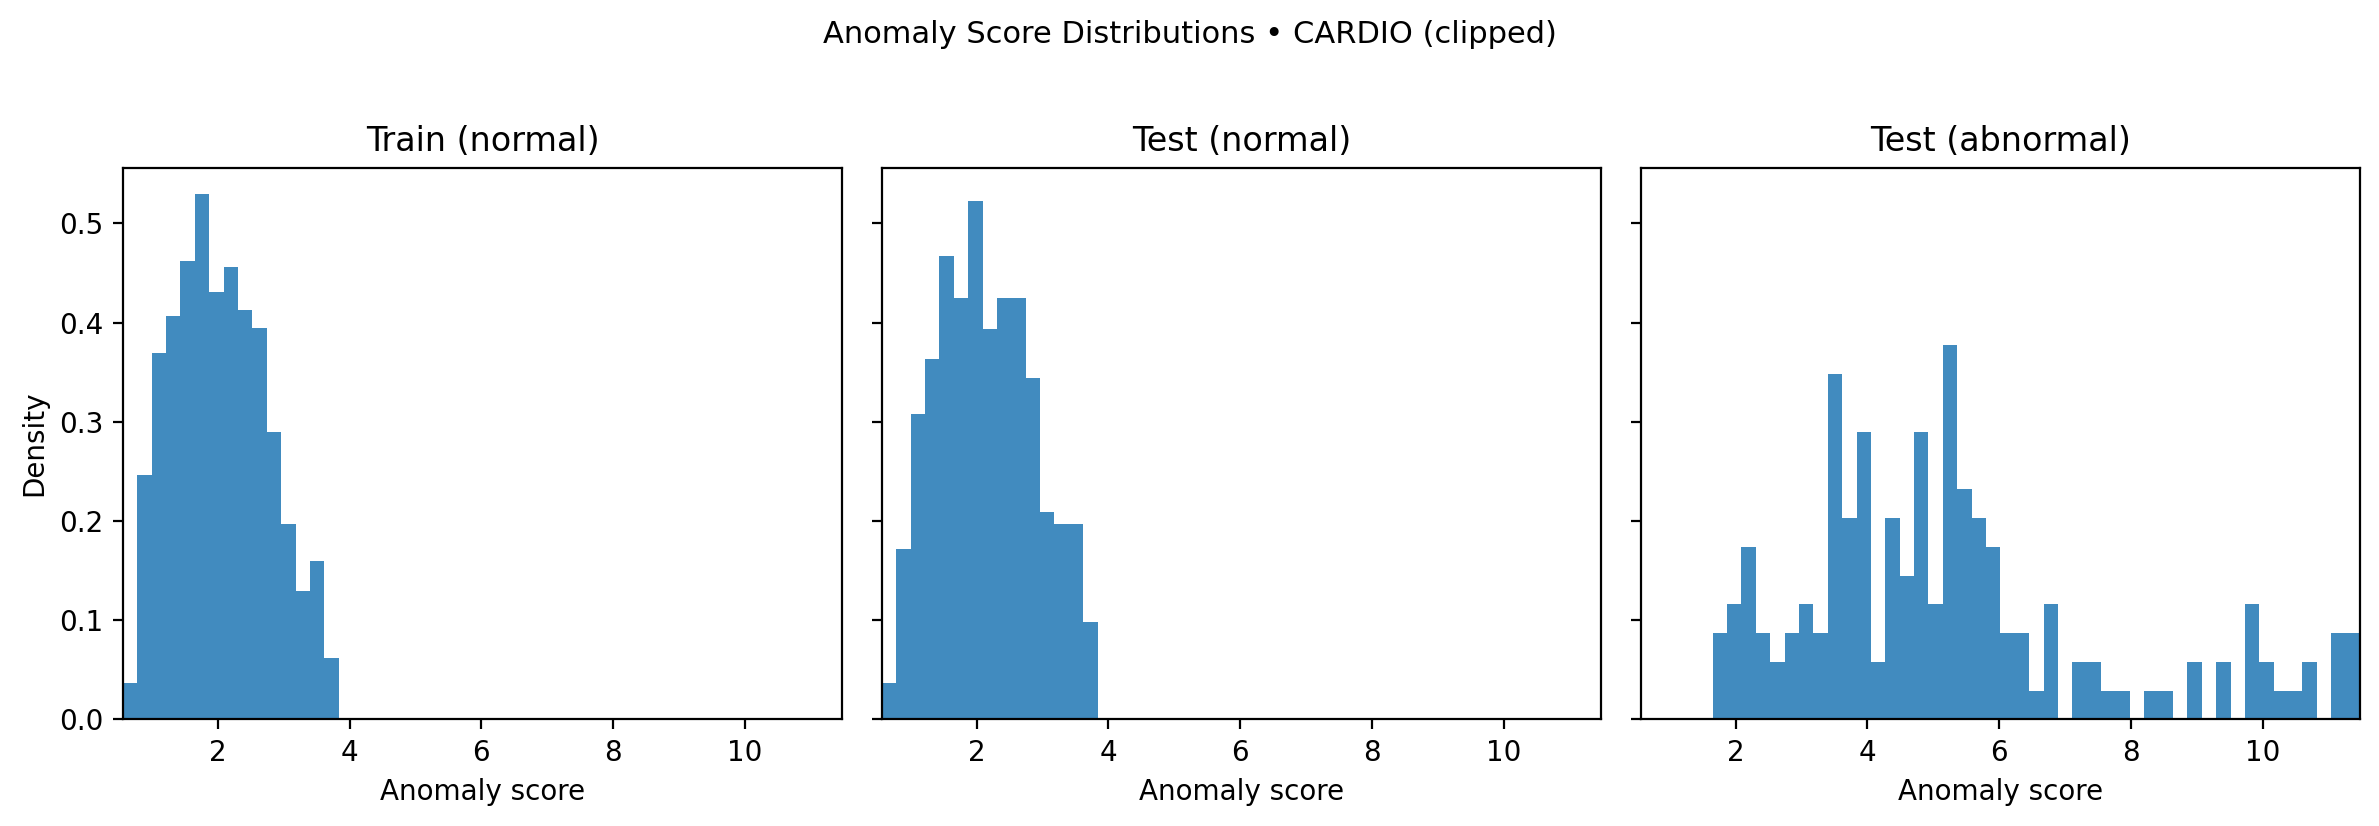 Anomaly Score Distributions • CARDIO (clipped)
Train (normal)
Test (normal)
Test (abnormal)
Density
0.5
0.4
0.3
0.2
0.1
0.0
2 4 6 8 10
2 4 6 8 10
2 4 6 8 10
Anomaly score
Anomaly score
Anomaly score